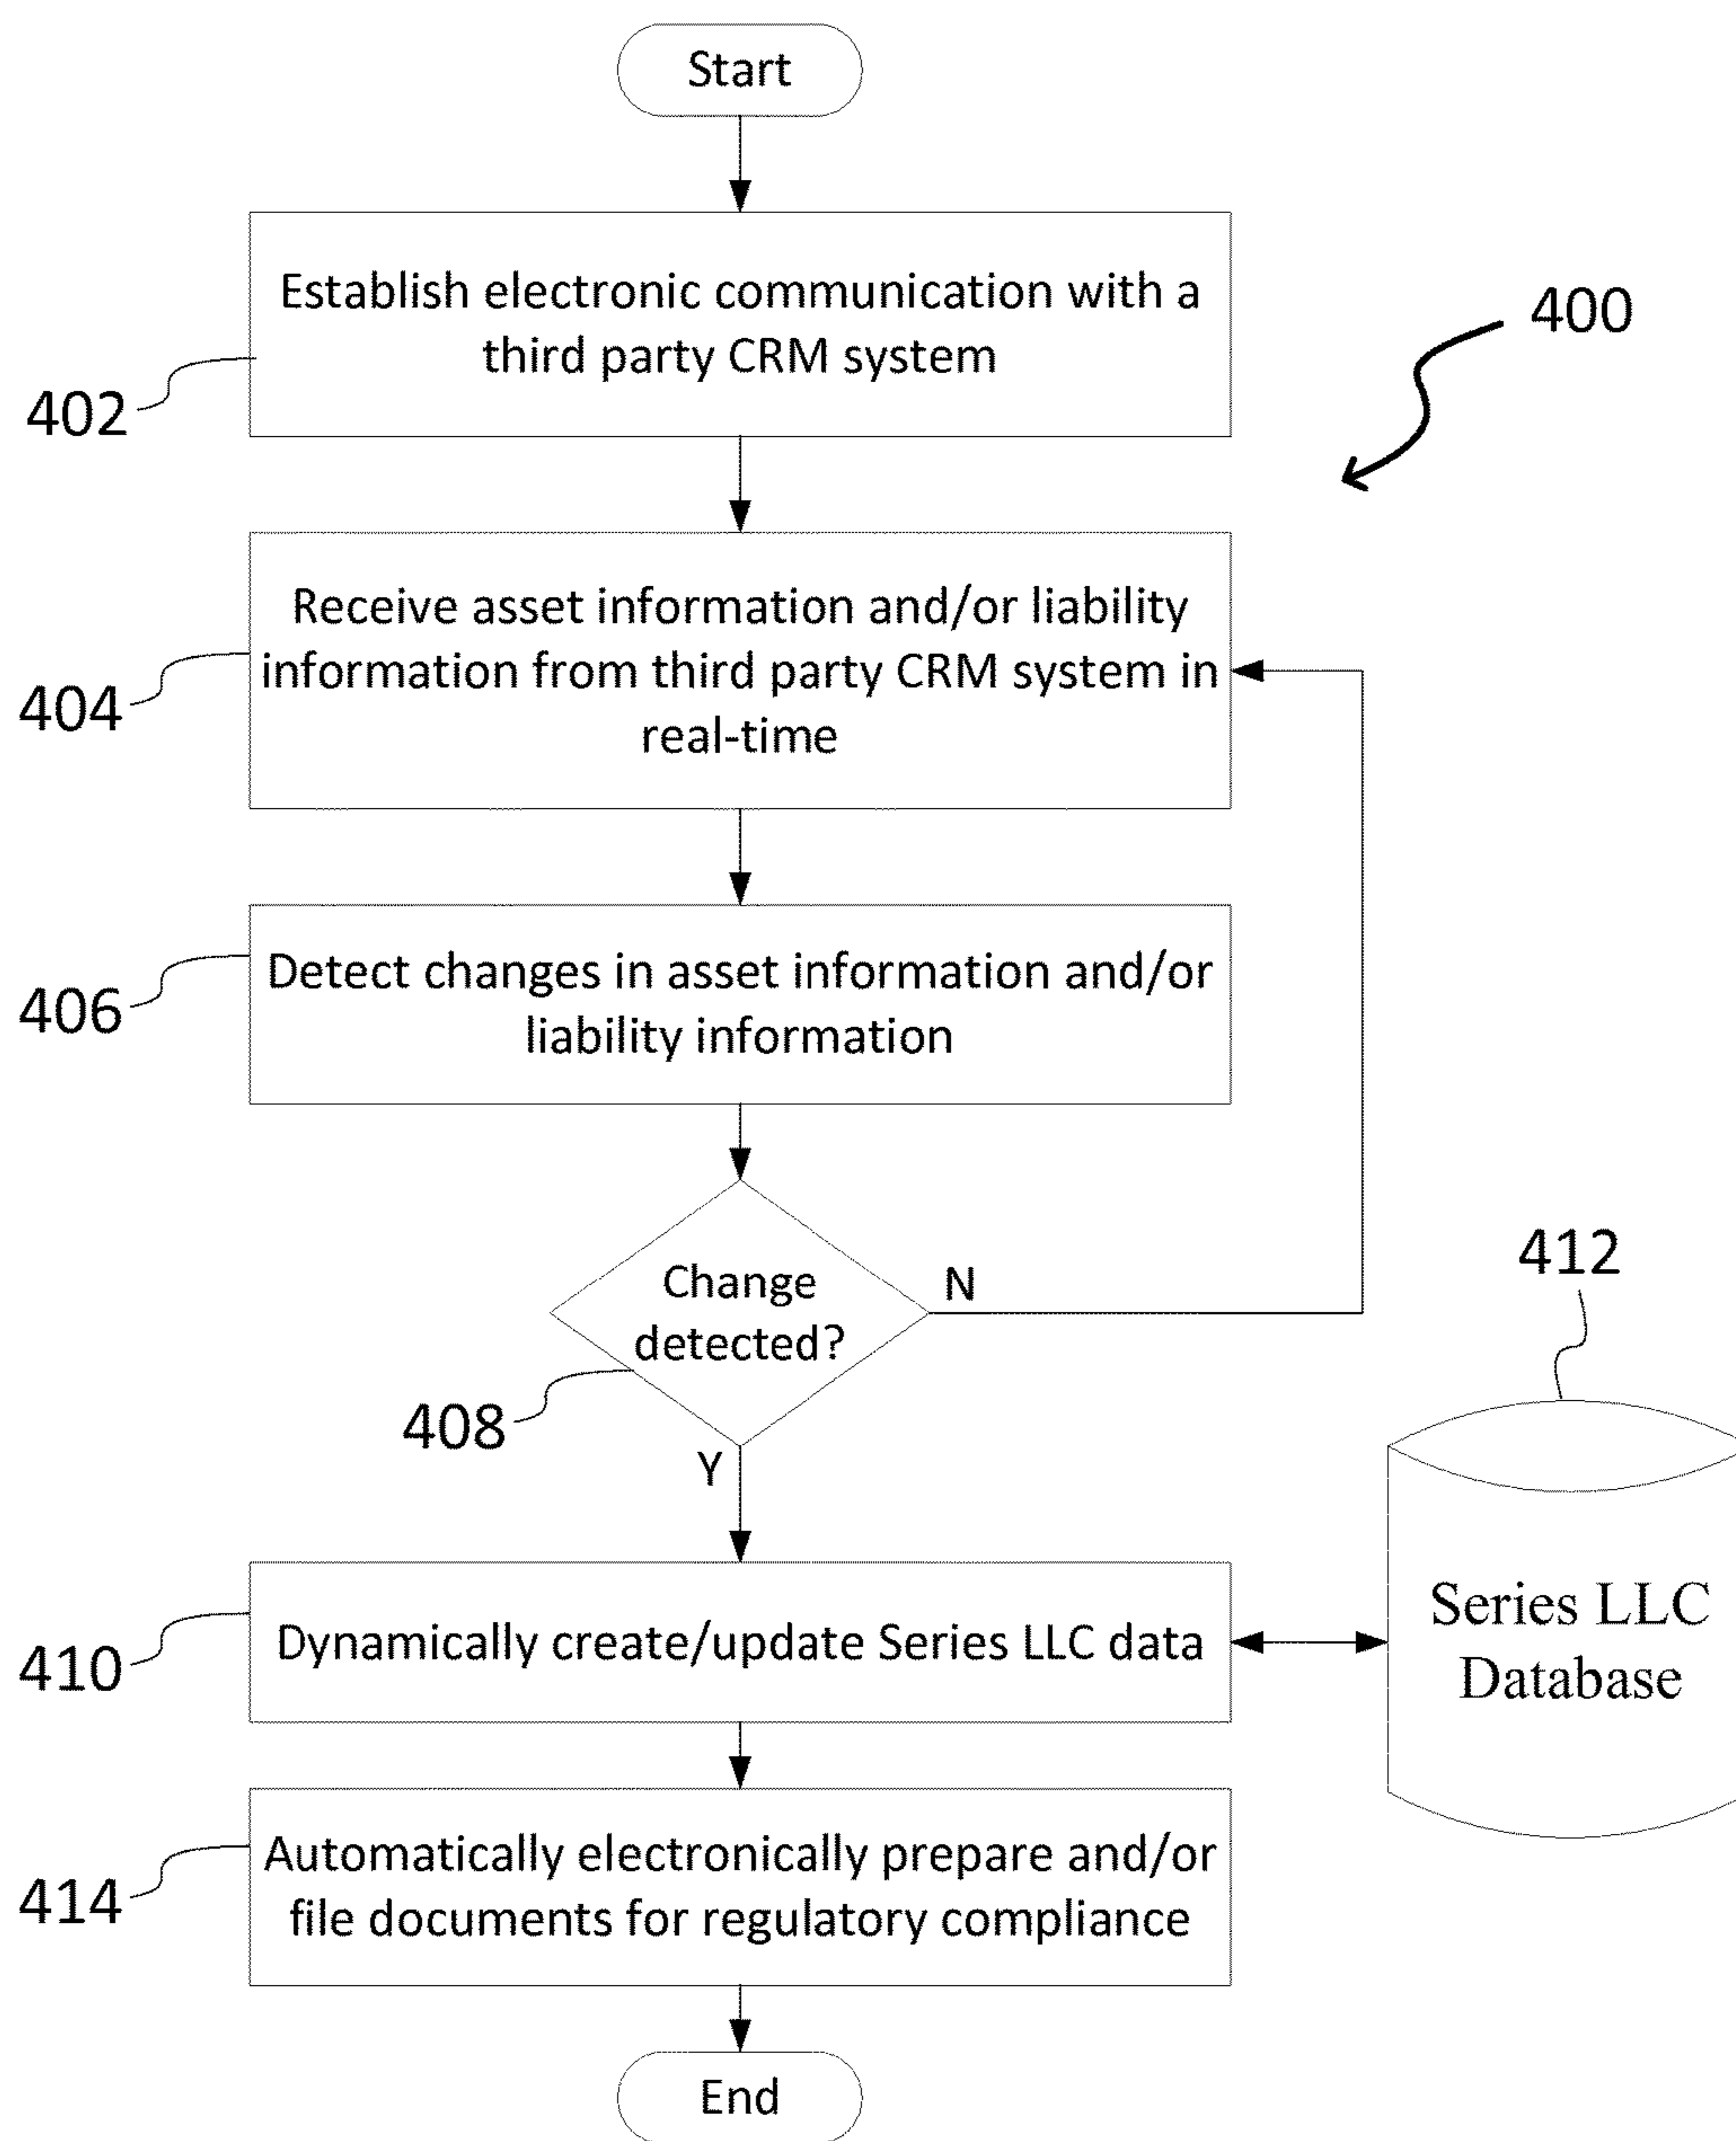 Start
Establish electronic communication with a
third party CRM system
400
402
Receive asset information and/or liability
information from third party CRM system in
real-time
404
Detect changes in asset information and/or
liability information
406
Change
detected?
N
408
Y
412
Series LLC
Database
Dynamically create/update Series LLC data
410
Automatically electronically prepare and/or
file documents for regulatory compliance
414
End